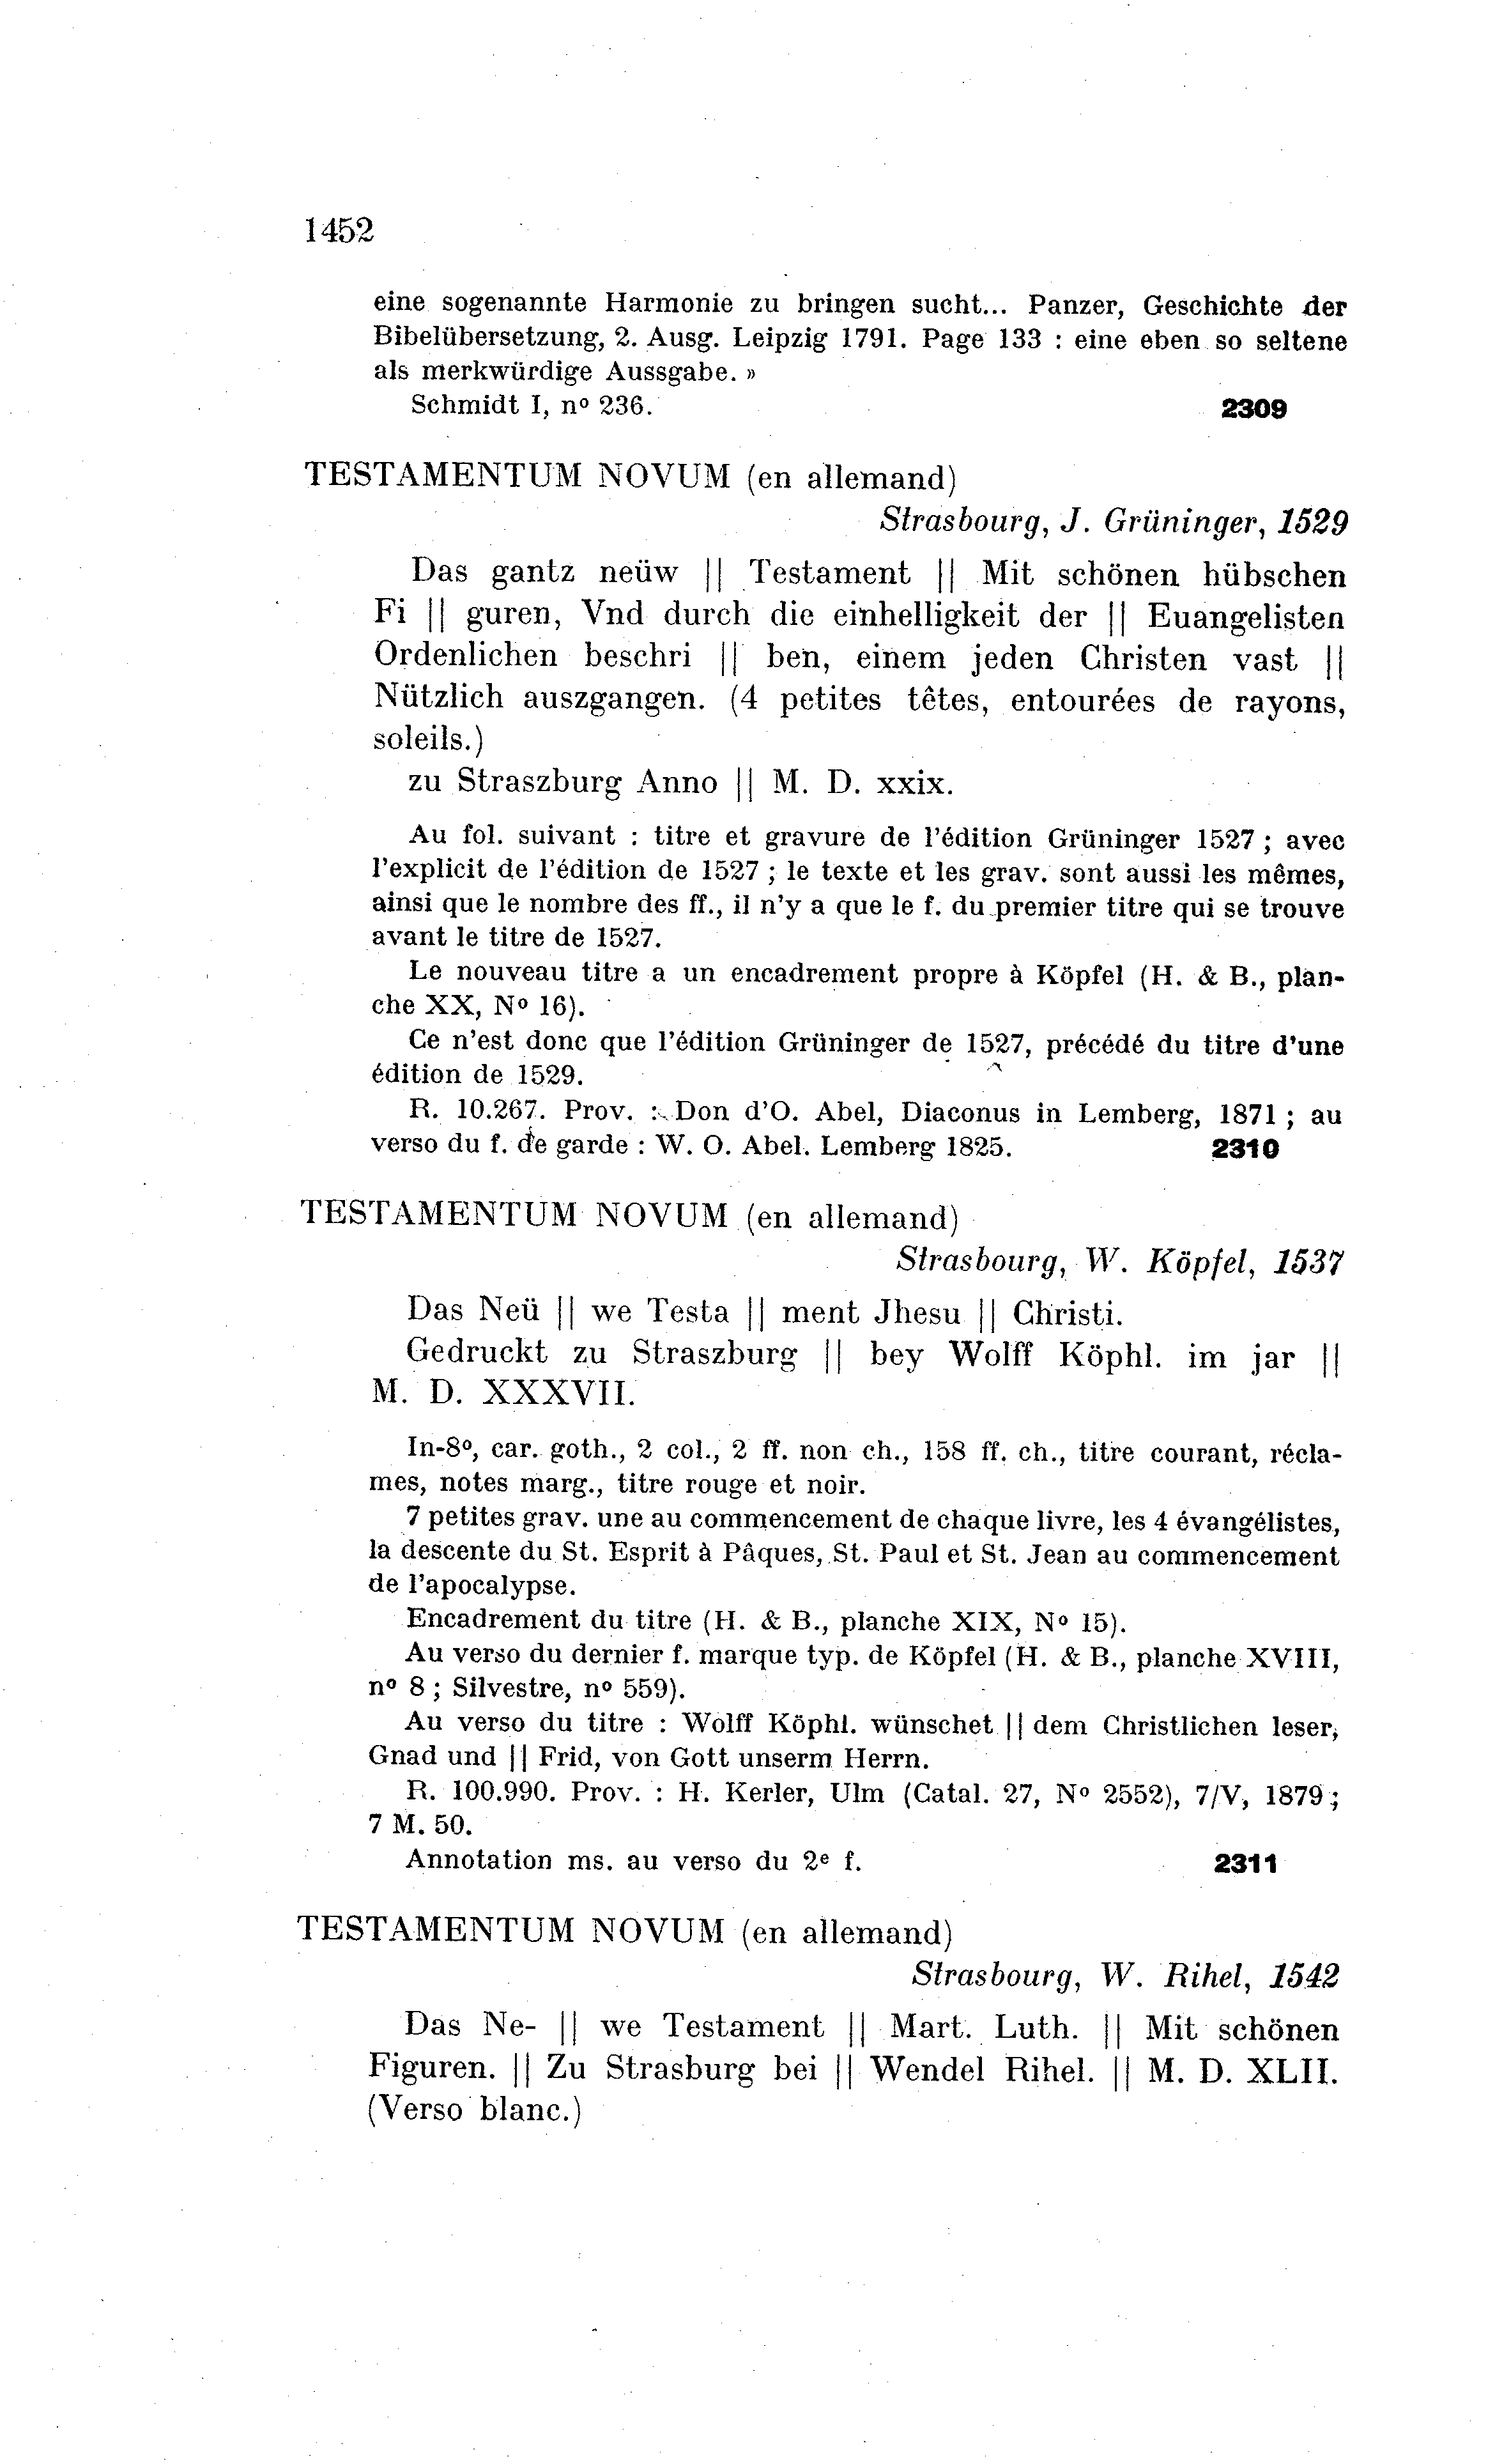 1452
eine sogenannte Harmonie zu bringen sucht... Panzer, Geschichte der
Bibelübersetzung, 2. Ausg. Leipzig 1791. Page 133 : eine eben so seltene
als merkwürdige Aussgabe. »
Schmidt I, nº 236. 2309
TESTAMENTUM NOVUM (en allemand)
Strasbourg, J. Grüninger, 1529
Das gantz neüw || Testament || Mit schönen hübschen
Fi || guren, Vnd durch die einhelligkeit der || Euangelisten
Ordenlichen beschri || ben, einem jeden Christen vast ||
Nützlich auszgangen. (4 petites têtes, entourées de rayons,
soleils.)
zu Straszburg Anno || M. D. xxix.
Au fol. suivant : titre et gravure de l'édition Grüninger 1527 ; avec
l'explicit de l'édition de 1527 ; le texte et les grav. sont aussi les mêmes,
ainsi que le nombre des ff., il n'y a que le f. du premier titre qui se trouve
avant le titre de 1527.
Le nouveau titre a un encadrement propre à Köpfel (H. & B., plan-
che XX, Nº 16).
Ce n'est donc que l'édition Grüninger de 1527, précédé du titre d'une
édition de 1529.
R. 10.267. Prov. : Don d'O. Abel, Diaconus in Lemberg, 1871 ; au
verso du f. de garde : W. O. Abel. Lemberg 1825. 2310
TESTAMENTUM NOVUM (en allemand)
Strasbourg, W. Köpfel, 1537
Das Neü || we Testa || ment Jhesu || Christi.
Gedruckt zu Straszburg || bey Wolff Köphl. im jar ||
M. D. XXXVII.
In-8º, car. goth., 2 col., 2 ff. non ch., 158 ff. ch., titre courant, récla-
mes, notes marg., titre rouge et noir.
7 petites grav. une au commencement de chaque livre, les 4 évangélistes,
la descente du St. Esprit à Pâques, St. Paul et St. Jean au commencement
de l'apocalypse.
Encadrement du titre (H. & B., planche XIX, Nº 15).
Au verso du dernier f. marque typ. de Köpfel (H. & B., planche XVIII,
nº 8 ; Silvestre, nº 559).
Au verso du titre : Wolff Köphl. wünschet || dem Christlichen leser,
Gnad und || Frid, von Gott unserm Herrn.
R. 100.990. Prov. : H. Kerler, Ulm (Catal. 27, Nº 2552), 7/V, 1879 ;
7 M. 50.
Annotation ms. au verso du 2e f. 2311
TESTAMENTUM NOVUM (en allemand)
Strasbourg, W. Rihel, 1542
Das Ne- || we Testament || Mart. Luth. || Mit schönen
Figuren. || Zu Strasburg bei || Wendel Rihel. || M. D. XLII.
(Verso blanc.)